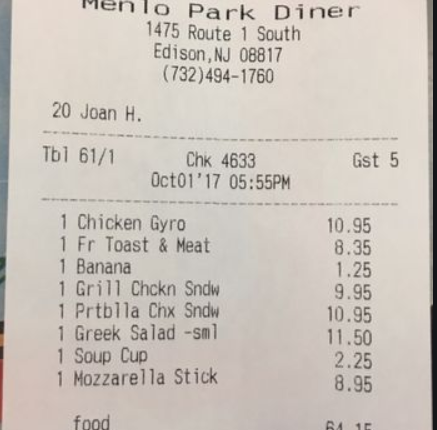 Menlo Park Diner
1475 Route 1 South
Edison,NJ 08817
(732)494-1760
20 Joan H.
Tbl 61/1 Chk 4633 Gst 5
Oct01'17 05:55PM
1 Chicken Gyro 10.95
1 Fr Toast & Meat 8.35
1 Banana 1.25
1 Grill Chckn Sndw 9.95
1 Prtblla Chx Sndw 10.95
1 Greek Salad -sml 11.50
1 Soup Cup 2.25
1 Mozzarella Stick 8.95
food 64.15